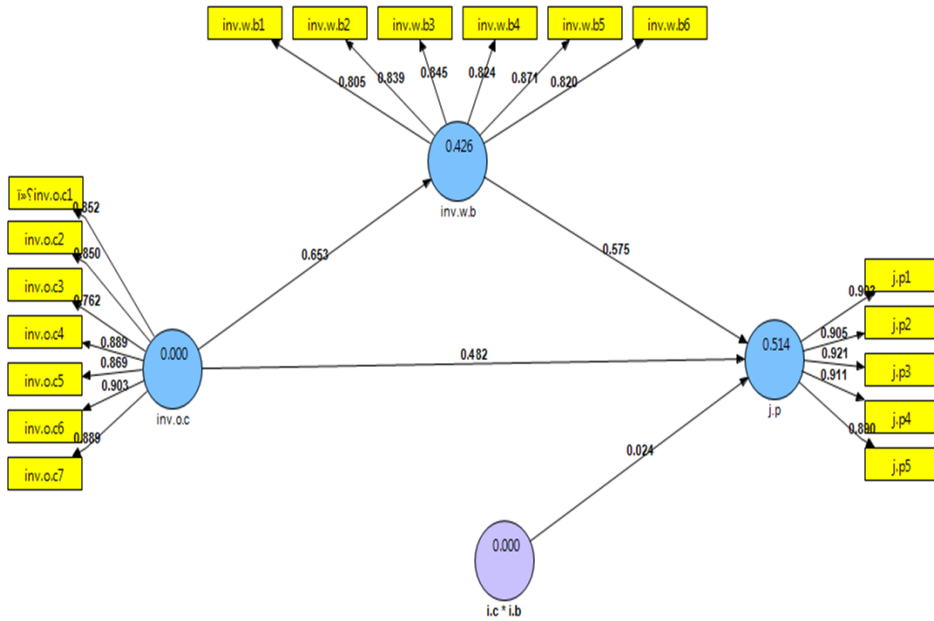 inv.w.b1
inv.w.b2
inv.w.b3
inv.w.b4
inv.w.b5
inv.w.b6
0.805
0.839
0.845
0.824
0.871
0.820
0.426
inv.w.b
ï»؟inv.o.c1
0.852
inv.o.c2
0.850
inv.o.c3
0.762
inv.o.c4
0.889
inv.o.c5
0.869
inv.o.c6
0.903
inv.o.c7
0.889
0.000
inv.o.c
0.653
0.575
0.482
0.024
0.514
j.p
j.p1
j.p2
0.905
j.p3
0.921
j.p4
0.911
j.p5
0.890
0.000
i.c * i.b